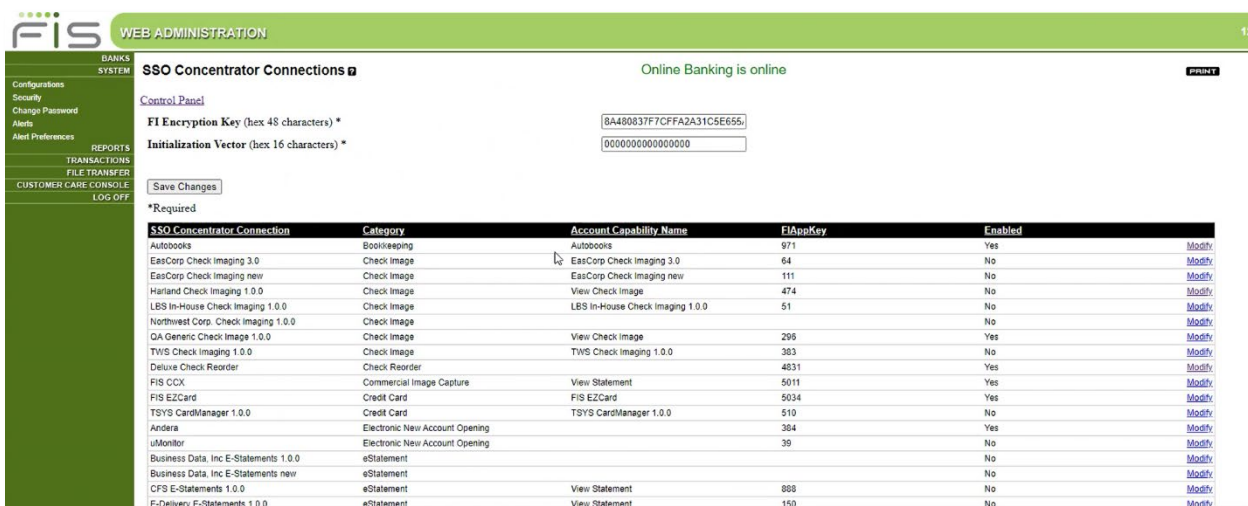 FIS WEB ADMINISTRATION
BANKS
SYSTEM
Configurations
Security
Change Password
Alerts
Alert Preferences
REPORTS
TRANSACTIONS
FILE TRANSFER
CUSTOMER CARE CONSOLE
LOG OFF
SSO Concentrator Connections ? Online Banking is online PRINT
Control Panel
FI Encryption Key (hex 48 characters) * 8A480837F7CFFA2A31C5E655
Initialization Vector (hex 16 characters) * 0000000000000000
Save Changes
*Required
SSO Concentrator Connection Category Account Capability Name FIAppKey Enabled
Autobooks Bookkeeping Autobooks 971 Yes Modify
EasCorp Check Imaging 3.0 Check Image EasCorp Check Imaging 3.0 64 No Modify
EasCorp Check Imaging new Check Image EasCorp Check Imaging new 111 No Modify
Harland Check Imaging 1.0.0 Check Image View Check Image 474 No Modify
LBS In-House Check Imaging 1.0.0 Check Image LBS In-House Check Imaging 1.0.0 51 No Modify
Northwest Corp. Check Imaging 1.0.0 Check Image No Modify
QA Generic Check Image 1.0.0 Check Image View Check Image 296 Yes Modify
TWS Check Imaging 1.0.0 Check Image TWS Check Imaging 1.0.0 383 No Modify
Deluxe Check Reorder Check Reorder 4831 Yes Modify
FIS CCX Commercial Image Capture View Statement 5011 Yes Modify
FIS EZCard Credit Card FIS EZCard 5034 Yes Modify
TSYS CardManager 1.0.0 Credit Card TSYS CardManager 1.0.0 510 No Modify
Andera Electronic New Account Opening 384 Yes Modify
uMonitor Electronic New Account Opening 39 No Modify
Business Data, Inc E-Statements 1.0.0 eStatement No Modify
Business Data, Inc E-Statements new eStatement No Modify
CFS E-Statements 1.0.0 eStatement View Statement 888 No Modify
E-Delivery E-Statements 1.0.0 eStatement View Statement 150 No Modify